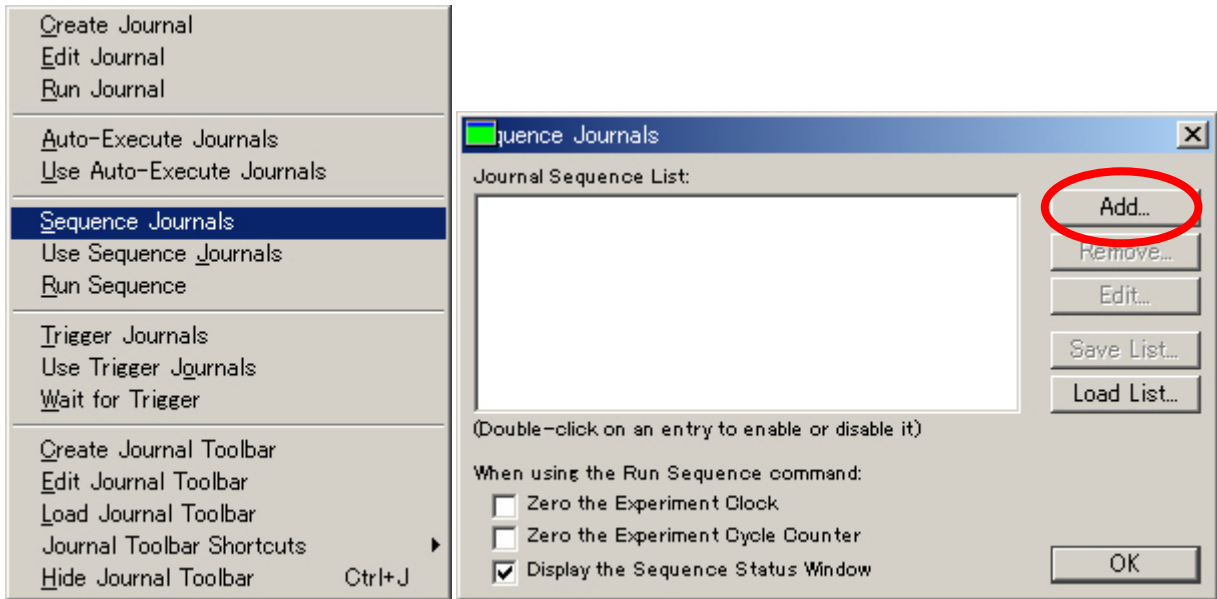 Create Journal
Edit Journal
Run Journal
Auto-Execute Journals
Use Auto-Execute Journals
Sequence Journals
Use Sequence Journals
Run Sequence
Trigger Journals
Use Trigger Journals
Wait for Trigger
Create Journal Toolbar
Edit Journal Toolbar
Load Journal Toolbar
Journal Toolbar Shortcuts
Hide Journal Toolbar Ctrl+J
quence Journals
Journal Sequence List:
Add...
Remove...
Edit...
Save List...
Load List...
(Double-click on an entry to enable or disable it)
When using the Run Sequence command:
Zero the Experiment Clock
Zero the Experiment Cycle Counter
Display the Sequence Status Window
OK